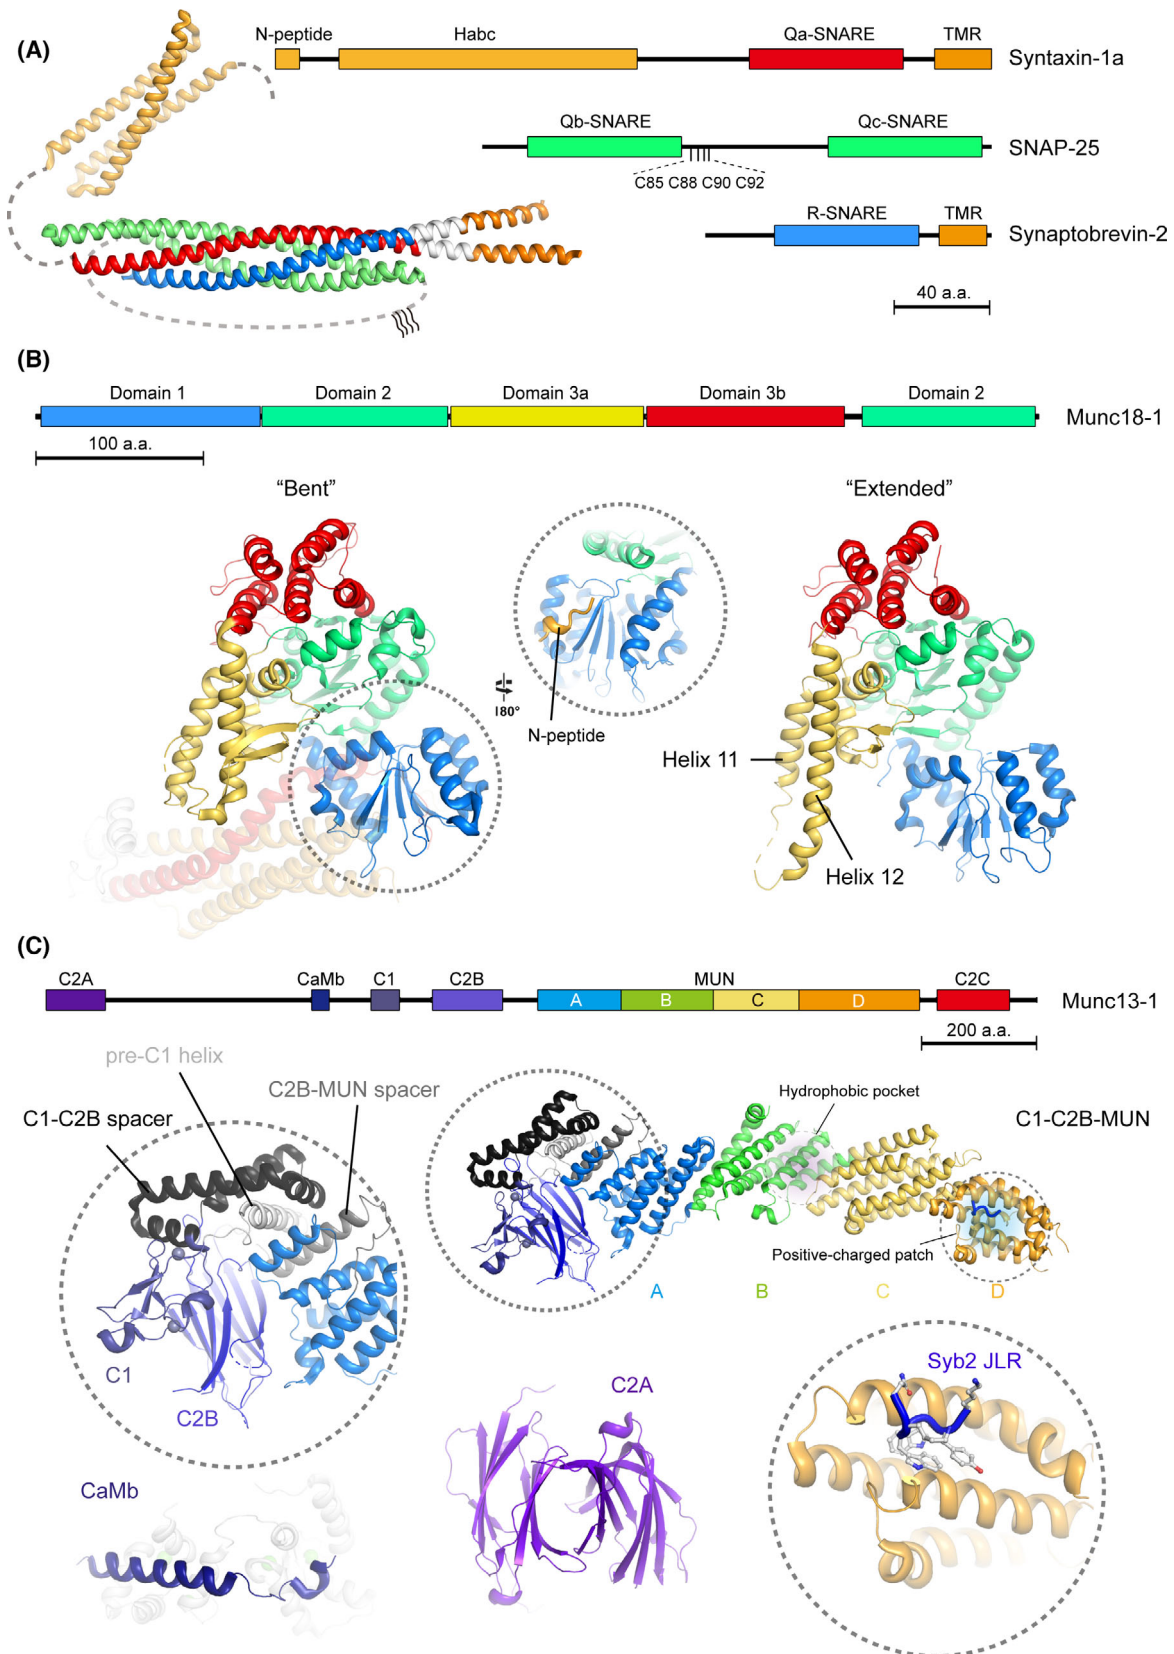 (A)
N-peptide Habc Qa-SNARE TMR
Syntaxin-1a
Qb-SNARE Qc-SNARE
SNAP-25
C85 C88 C90 C92
R-SNARE TMR
Synaptobrevin-2
40 a.a.
(B)
Domain 1 Domain 2 Domain 3a Domain 3b Domain 2
Munc18-1
100 a.a.
“Bent” “Extended”
180°
N-peptide
Helix 11
Helix 12
(C)
C2A CaMb C1 C2B MUN C2C
A B C D
Munc13-1
200 a.a.
pre-C1 helix
C2B-MUN spacer
C1-C2B spacer
Hydrophobic pocket
C1-C2B-MUN
Positive-charged patch
A B C D
C1
C2B
C2A
Syb2 JLR
CaMb